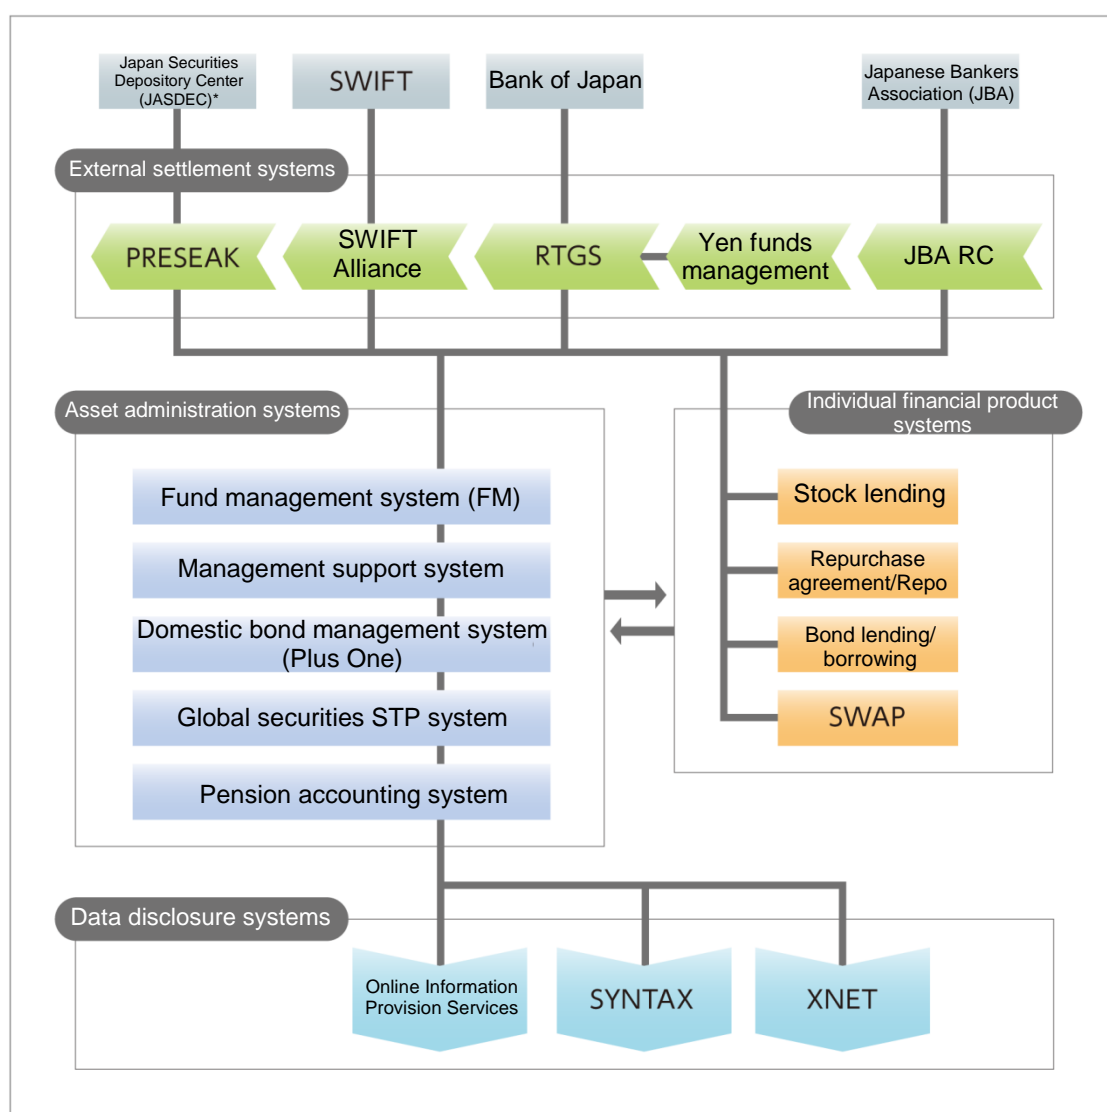 Japan Securities
Depository Center
(JASDEC)*
SWIFT
Bank of Japan
Japanese Bankers
Association (JBA)
External settlement systems
PRESEAK
SWIFT
Alliance
RTGS
Yen funds
management
JBA RC
Asset administration systems
Individual financial product
systems
Fund management system (FM)
Management support system
Domestic bond management system
(Plus One)
Global securities STP system
Pension accounting system
Stock lending
Repurchase
agreement/Repo
Bond lending/
borrowing
SWAP
Data disclosure systems
Online Information
Provision Services
SYNTAX
XNET